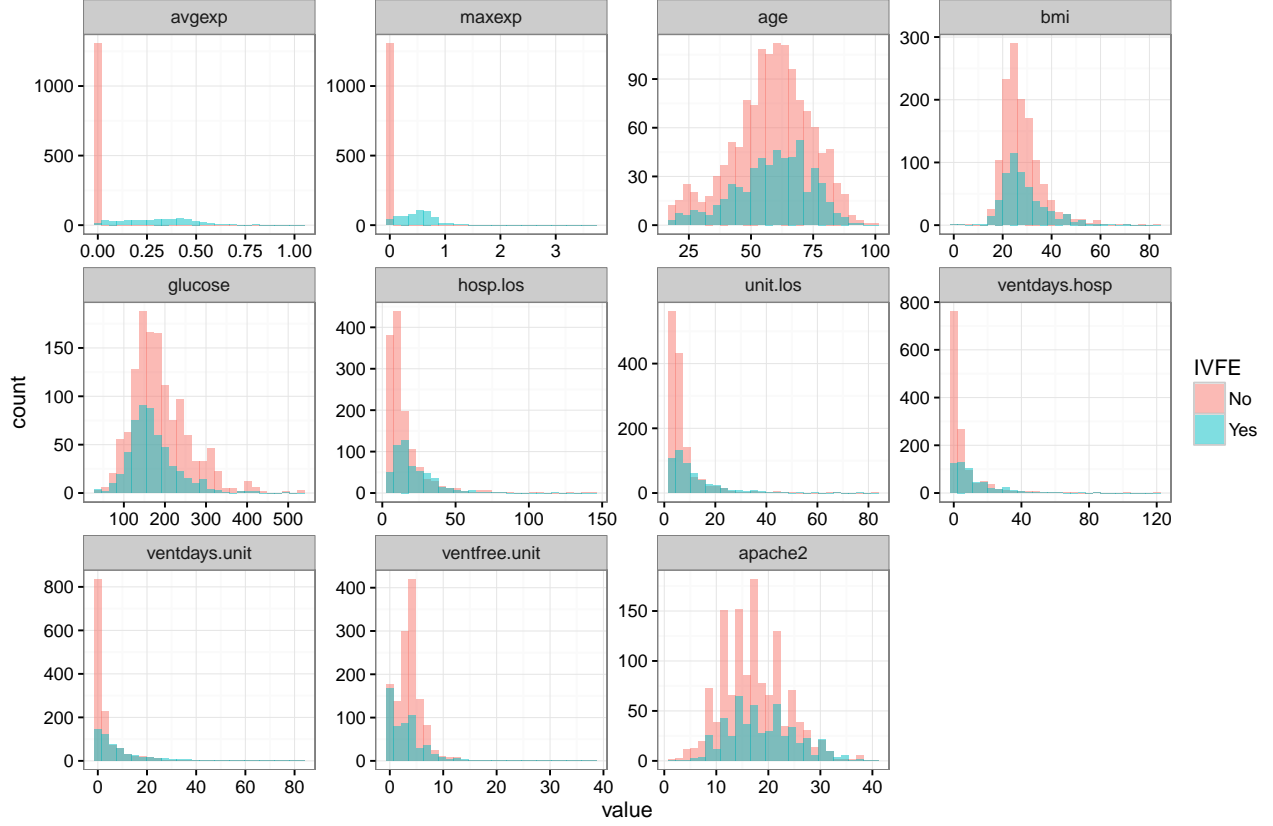 avgexp maxexp age bmi
1000
500
0
0.00 0.25 0.50 0.75 1.00
1000
500
0
0 1 2 3
90
60
30
0
25 50 75 100
300
200
100
0
0 20 40 60 80
glucose hosp.los unit.los ventdays.hosp
150
100
50
0
100 200 300 400 500
400
300
200
100
0
0 50 100 150
400
200
0
0 20 40 60 80
800
600
400
200
0
0 40 80 120
ventdays.unit ventfree.unit apache2
800
600
400
200
0
0 20 40 60 80
400
300
200
100
0
0 10 20 30 40
150
100
50
0
0 10 20 30 40
count
value
IVFE
No
Yes